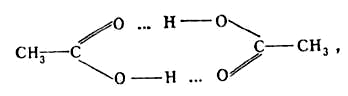 O ... H — O
CH₃—C C—CH₃,
O — H ... O